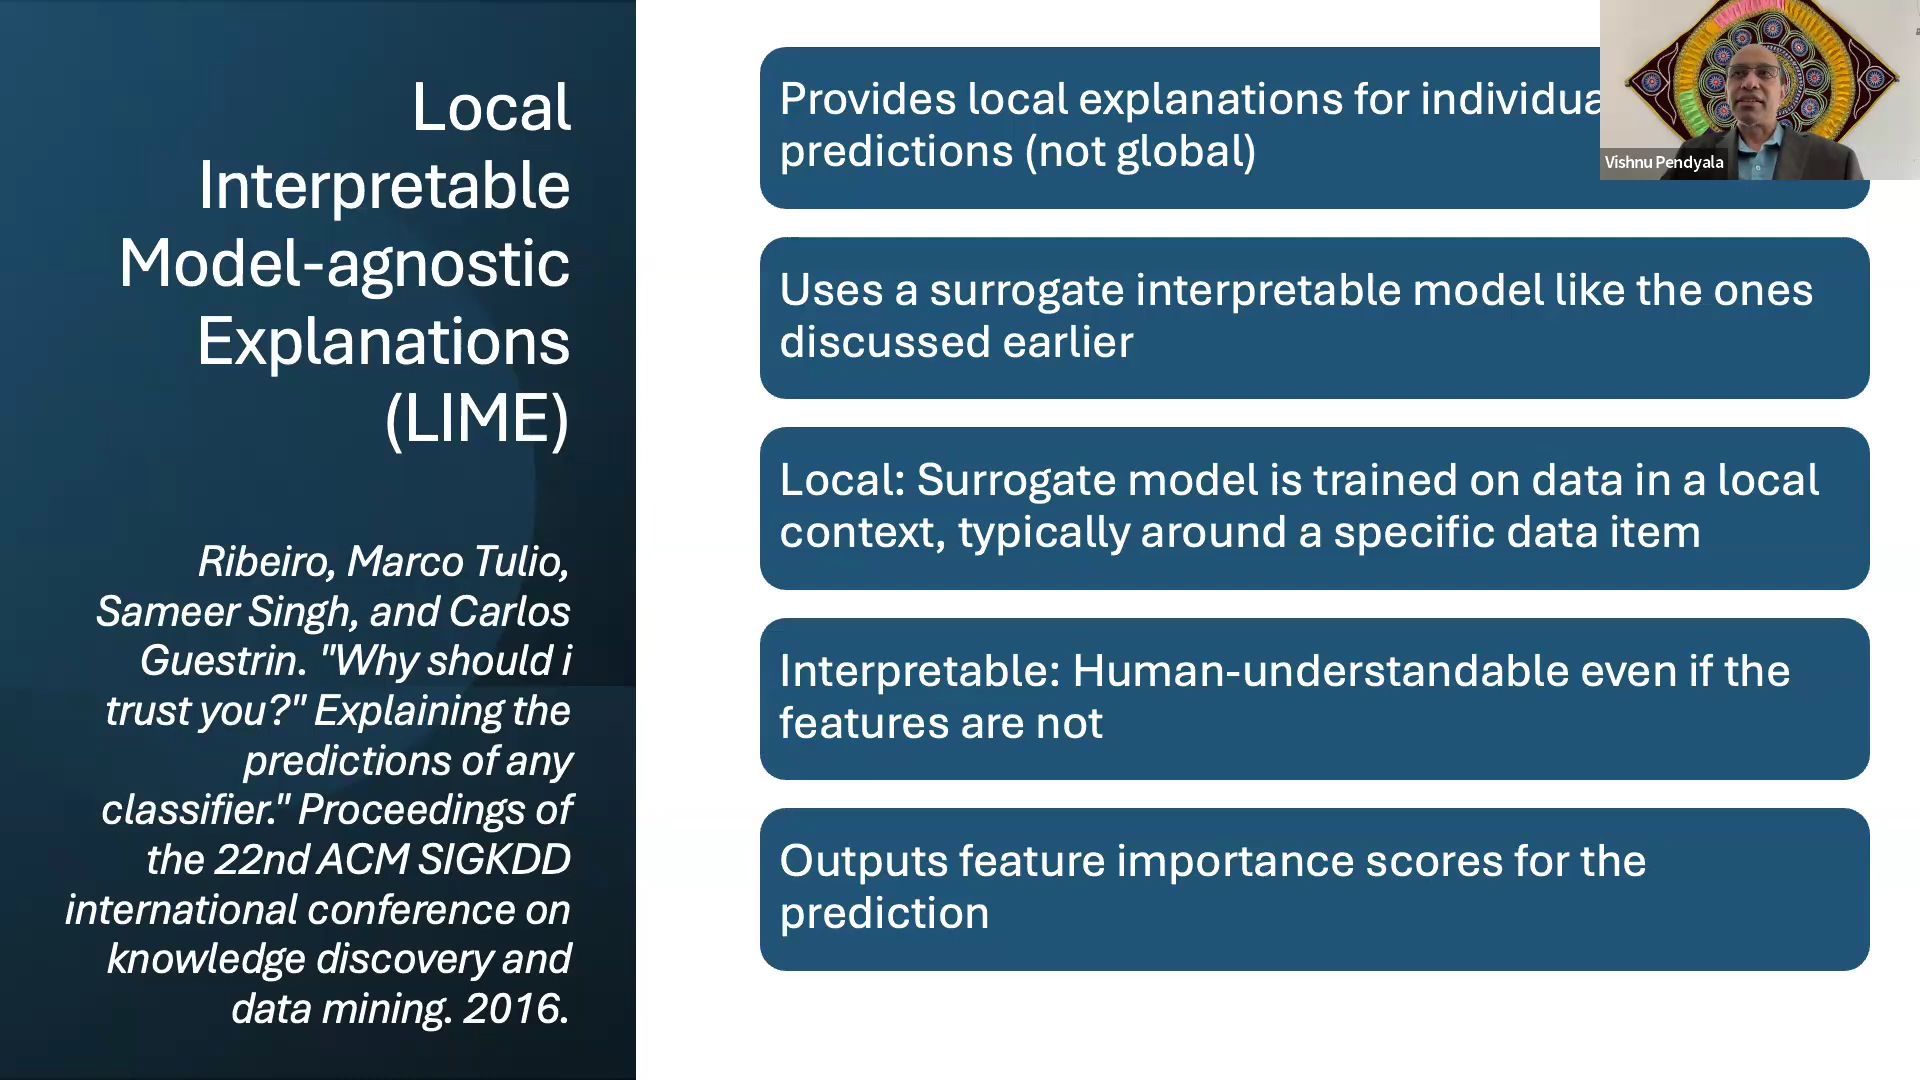 Local
Interpretable
Model-agnostic
Explanations
(LIME)
Ribeiro, Marco Tulio,
Sameer Singh, and Carlos
Guestrin. "Why should i
trust you?" Explaining the
predictions of any
classifier." Proceedings of
the 22nd ACM SIGKDD
international conference on
knowledge discovery and
data mining. 2016.
Provides local explanations for
predictions (not global)
Uses a surrogate interpretable model like the ones
discussed earlier
Local: Surrogate model is trained on data in a local
context, typically around a specific data item
Interpretable: Human-understandable even if the
features are not
Outputs feature importance scores for the
prediction
Vishnu Pendyala